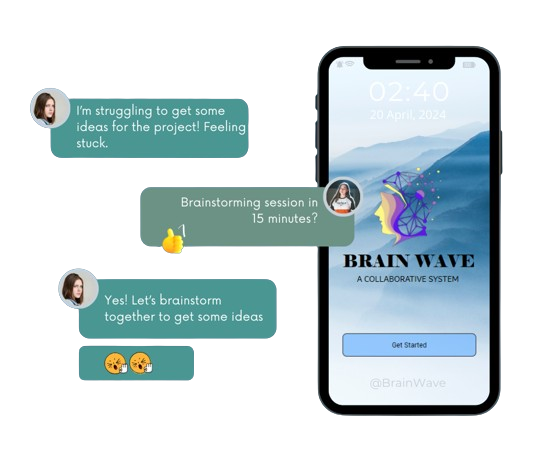 I'm struggling to get some
ideas for the project! Feeling
stuck.
Brainstorming session in
15 minutes?
Yes! Let's brainstorm
together to get some ideas
02:40
20 April, 2024
BRAIN WAVE
A COLLABORATIVE SYSTEM
Get Started
@BrainWave